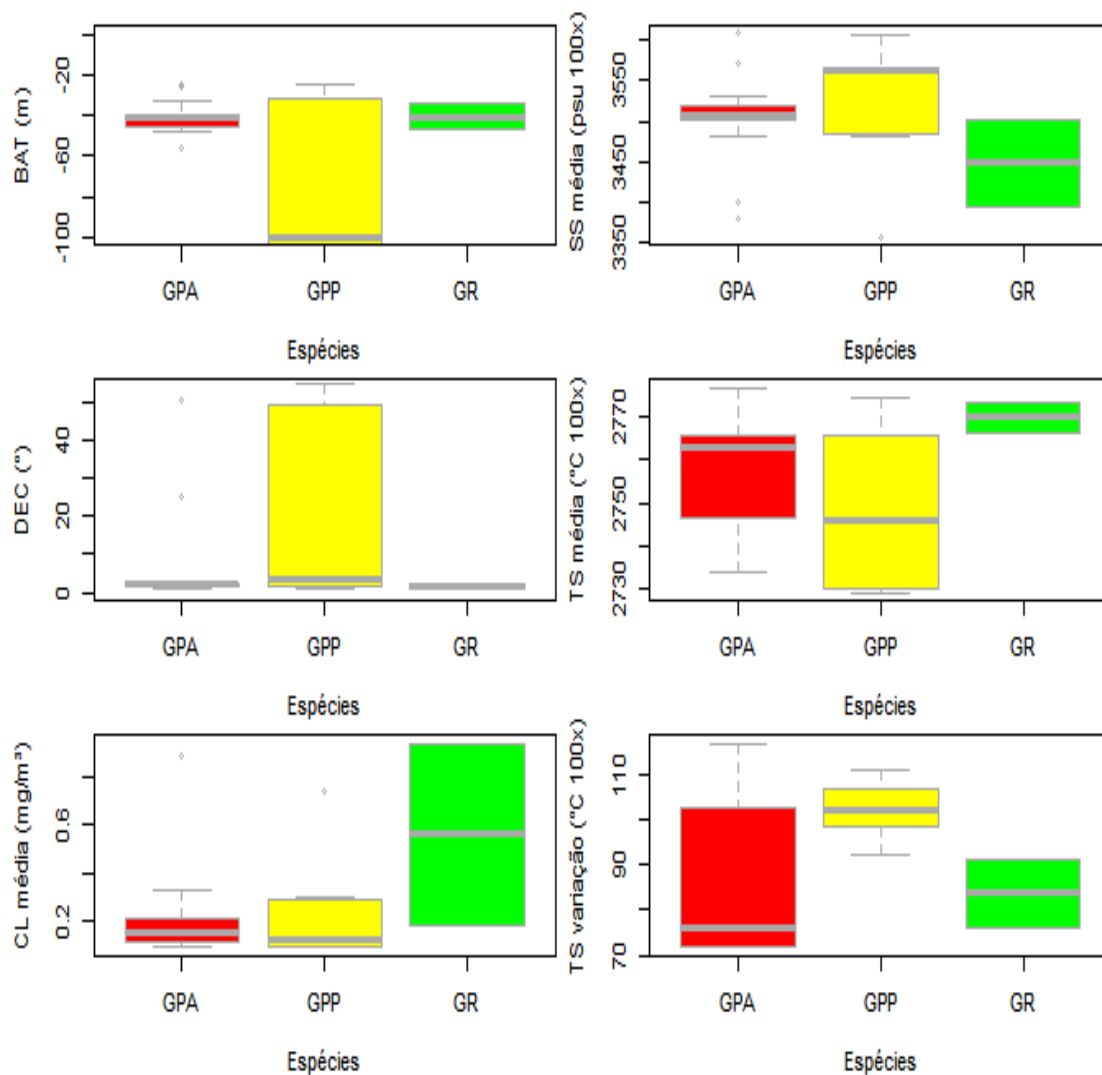 BAT (m)
-20
-60
-100
GPA GPP GR
Espécies
SS média (psu 100x)
3550
3450
3350
GPA GPP GR
Espécies
DEC (°)
40
20
0
GPA GPP GR
Espécies
TS média (°C 100x)
2770
2750
2730
GPA GPP GR
Espécies
CL média (mg/m³)
0.6
0.2
GPA GPP GR
Espécies
TS variação (°C 100x)
110
90
70
GPA GPP GR
Espécies